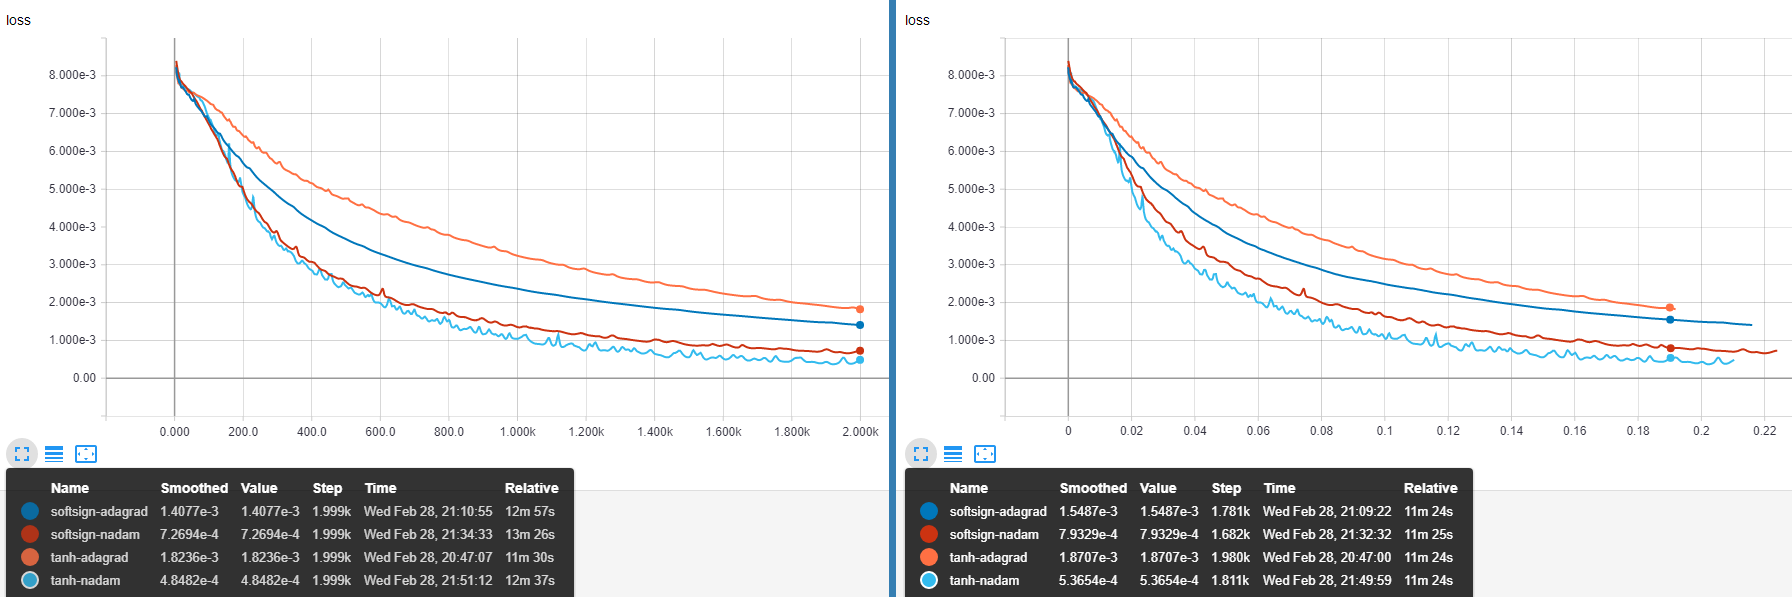 loss
8.000e-3
7.000e-3
6.000e-3
5.000e-3
4.000e-3
3.000e-3
2.000e-3
1.000e-3
0.00
0.000 200.0 400.0 600.0 800.0 1.000k 1.200k 1.400k 1.600k 1.800k 2.000k
Name Smoothed Value Step Time Relative
softsign-adagrad 1.4077e-3 1.4077e-3 1.999k Wed Feb 28, 21:10:55 12m 57s
softsign-nadam 7.2694e-4 7.2694e-4 1.999k Wed Feb 28, 21:34:33 13m 26s
tanh-adagrad 1.8236e-3 1.8236e-3 1.999k Wed Feb 28, 20:47:07 11m 30s
tanh-nadam 4.8482e-4 4.8482e-4 1.999k Wed Feb 28, 21:51:12 12m 37s
loss
8.000e-3
7.000e-3
6.000e-3
5.000e-3
4.000e-3
3.000e-3
2.000e-3
1.000e-3
0.00
0 0.02 0.04 0.06 0.08 0.1 0.12 0.14 0.16 0.18 0.2 0.22
Name Smoothed Value Step Time Relative
softsign-adagrad 1.5487e-3 1.5487e-3 1.781k Wed Feb 28, 21:09:22 11m 24s
softsign-nadam 7.9329e-4 7.9329e-4 1.682k Wed Feb 28, 21:32:32 11m 25s
tanh-adagrad 1.8707e-3 1.8707e-3 1.980k Wed Feb 28, 20:47:00 11m 24s
tanh-nadam 5.3654e-4 5.3654e-4 1.811k Wed Feb 28, 21:49:59 11m 24s